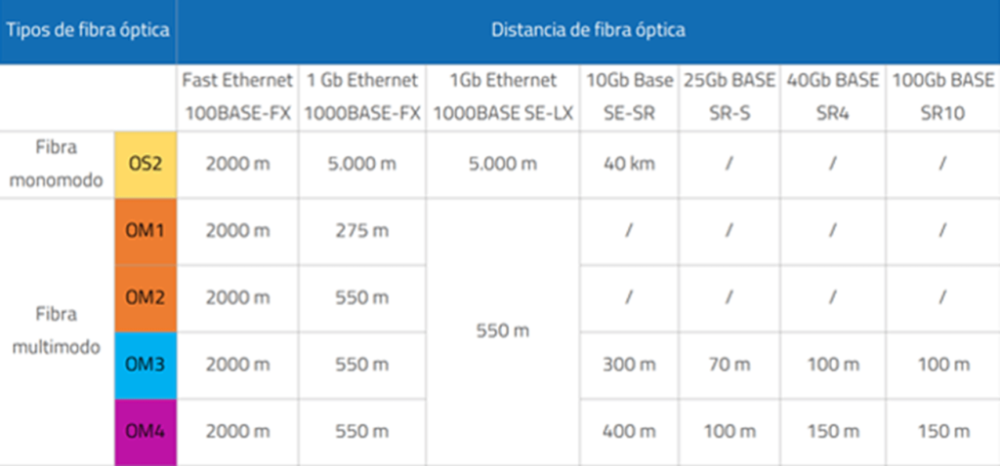 Tipos de fibra óptica Distancia de fibra óptica
Fast Ethernet 1 Gb Ethernet 1Gb Ethernet 10Gb Base 25Gb BASE 40Gb BASE 100Gb BASE
100BASE-FX 1000BASE-FX 1000BASE SE-LX SE-SR SR-S SR4 SR10
Fibra
monomodo OS2 2000 m 5.000 m 5.000 m 40 km / / /
OM1 2000 m 275 m / / / /
OM2 2000 m 550 m / / / /
Fibra
multimodo
550 m
OM3 2000 m 550 m 300 m 70 m 100 m 100 m
OM4 2000 m 550 m 400 m 100 m 150 m 150 m